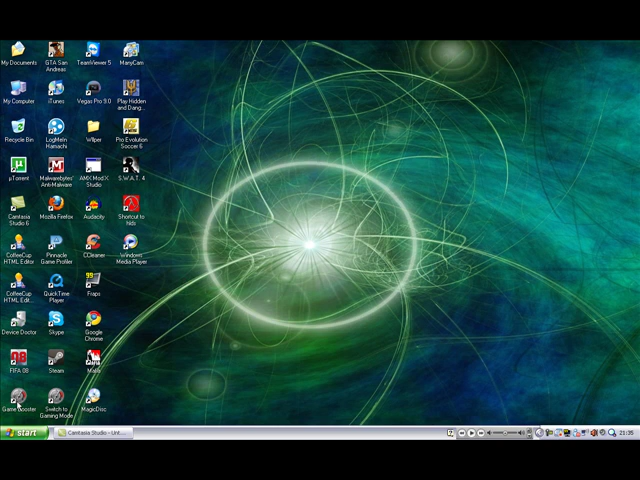 My Documents
GTA San
Andreas
TeamViewer 5
ManyCam
My Computer
iTunes
Vegas Pro 9.0
Play Hidden
and Dang...
Recycle Bin
LogMeIn
Hamachi
Pro Evolution
Soccer 6
µTorrent
Malwarebytes'
Anti-Malware
AMX Mod X
Studio
S.W.A.T. 4
Camtasia
Studio 6
Mozilla Firefox
Audacity
Shortcut to
hlds
CoffeeCup
HTML Editor
Pinnacle
Game Profiler
CCleaner
Windows
Media Player
CoffeeCup
HTML Edit...
QuickTime
Player
99
Fraps
Device Doctor
Skype
Google
Chrome
FIFA 08
Steam
Mafia
Game Booster
Switch to
Gaming Mode
MagicDisc
start
Camtasia Studio - Unt...
21:35